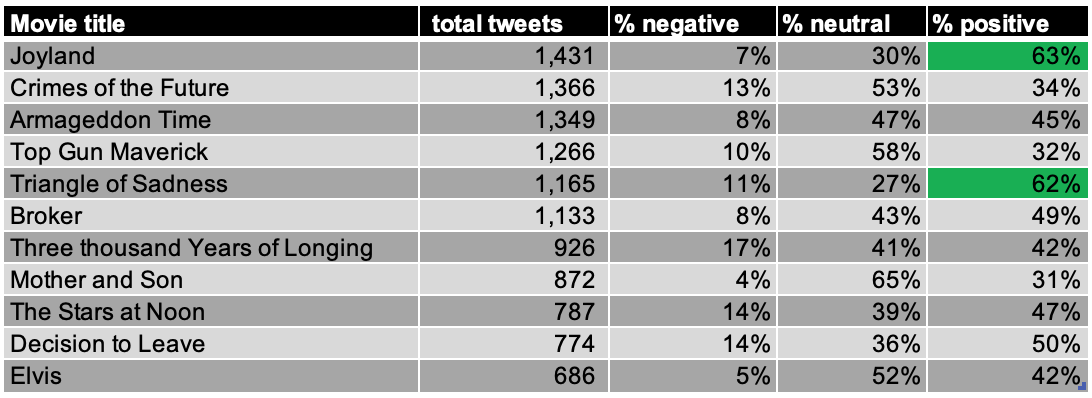 Movie title total tweets % negative % neutral % positive
Joyland 1,431 7% 30% 63%
Crimes of the Future 1,366 13% 53% 34%
Armageddon Time 1,349 8% 47% 45%
Top Gun Maverick 1,266 10% 58% 32%
Triangle of Sadness 1,165 11% 27% 62%
Broker 1,133 8% 43% 49%
Three thousand Years of Longing 926 17% 41% 42%
Mother and Son 872 4% 65% 31%
The Stars at Noon 787 14% 39% 47%
Decision to Leave 774 14% 36% 50%
Elvis 686 5% 52% 42%